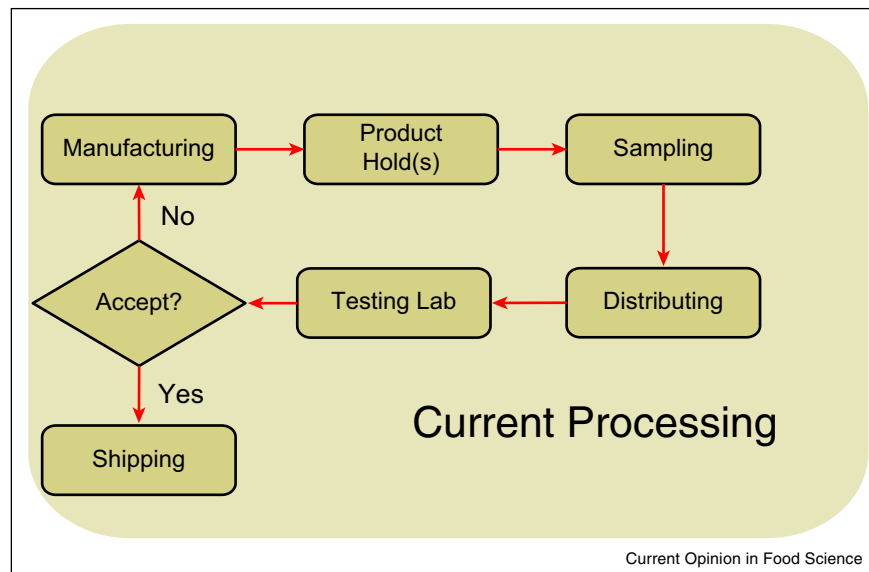 Manufacturing
Product
Hold(s)
Sampling
No
Accept?
Testing Lab
Distributing
Yes
Current Processing
Shipping
Current Opinion in Food Science